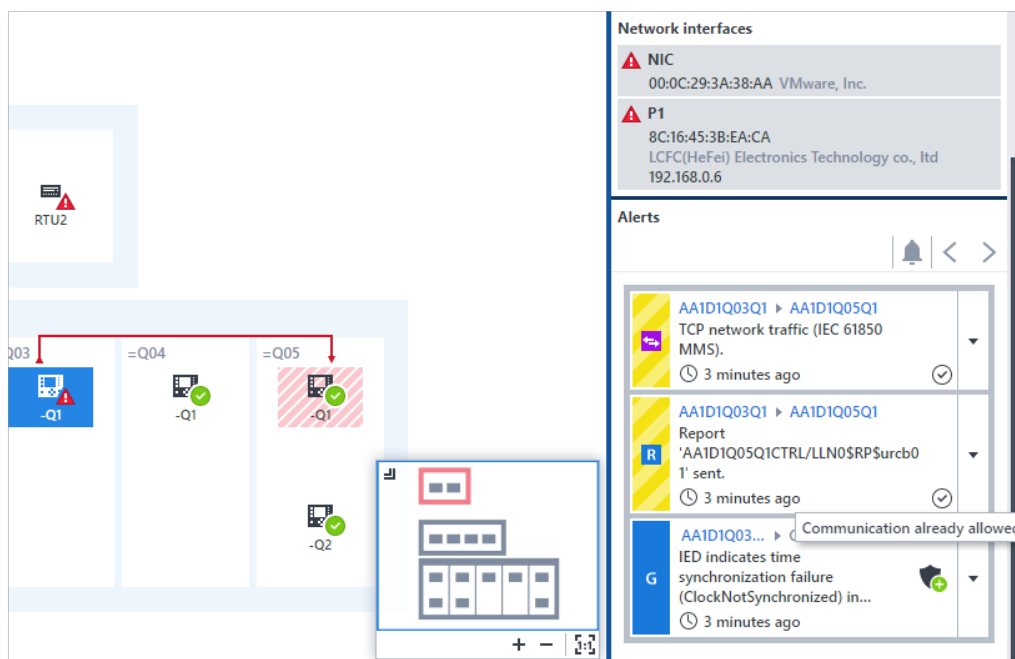 Network interfaces
NIC
00:0C:29:3A:38:AA VMware, Inc.
P1
8C:16:45:3B:EA:CA
LCFC(HeFei) Electronics Technology co., ltd
192.168.0.6
Alerts
AA1D1Q03Q1 AA1D1Q05Q1
TCP network traffic (IEC 61850
MMS).
3 minutes ago
AA1D1Q03Q1 AA1D1Q05Q1
R
Report
'AA1D1Q05Q1CTRL/LLN0$RP$urcb0
1' sent.
3 minutes ago
Communication already allowed
AA1D1Q03...
G
IED indicates time
synchronization failure
(ClockNotSynchronized) in...
3 minutes ago
RTU2
Q03 =Q04 =Q05
-Q1 -Q1 -Q1
-Q2
1:1